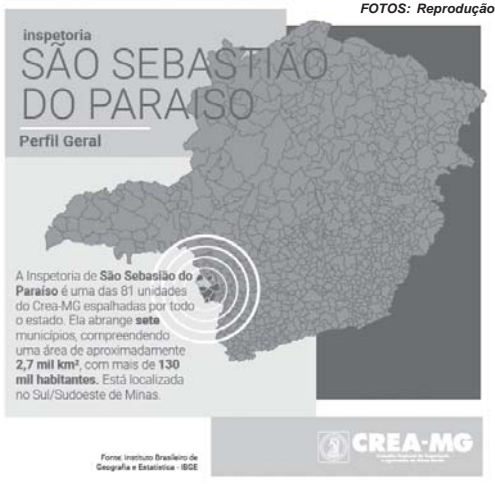 FOTOS: Reprodução
inspetoria
SÃO SEBASTIÃO
DO PARAISO
Perfil Geral
A Inspetoria de São Sebasião do
Paraíso é uma das 81 unidades
do Crea-MG espalhadas por todo
o estado. Ela abrange sete
municípios, compreendendo
uma área de aproximadamente
2,7 mil km², com mais de 130
mil habitantes. Está localizada
no Sul/Sudoeste de Minas.
CREA-MG
Fonte: Instituto Brasileiro de
Geografia e Estatística - IBGE